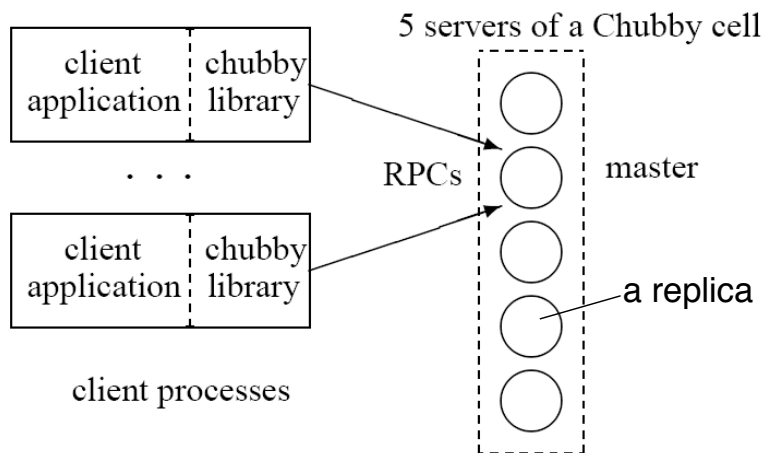 5 servers of a Chubby cell
client
application
chubby
library
. . .
RPCs
master
client
application
chubby
library
a replica
client processes